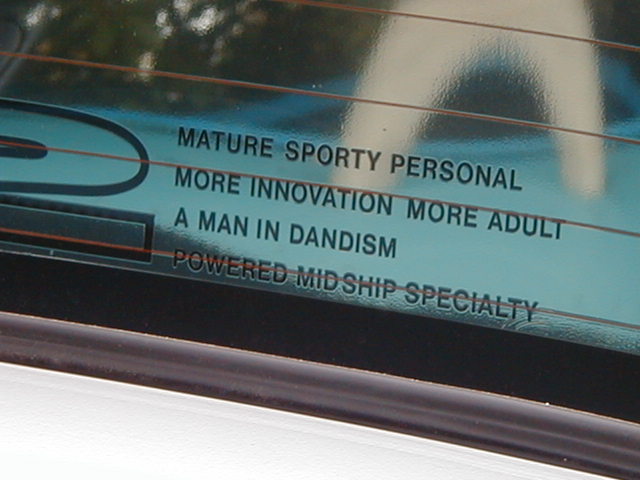 MATURE SPORTY PERSONAL
MORE INNOVATION MORE ADULT
A MAN IN DANDISM
POWERED MIDSHIP SPECIALTY